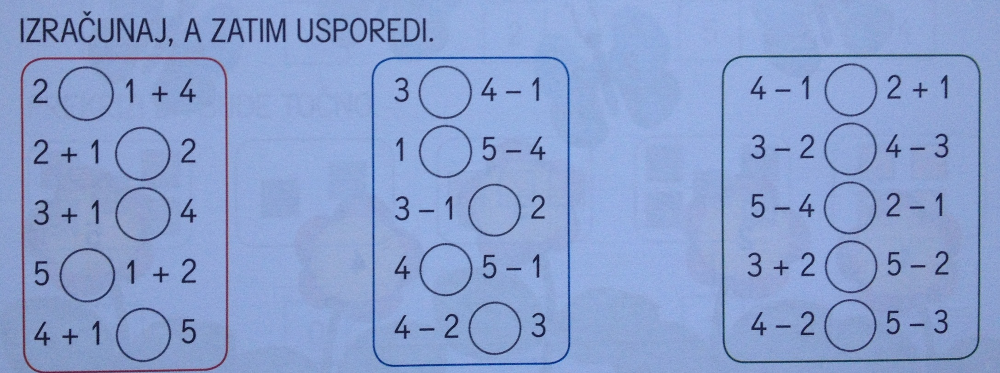 IZRAČUNAJ, A ZATIM USPOREDI.
2 ◯ 1 + 4
2 + 1 ◯ 2
3 + 1 ◯ 4
5 ◯ 1 + 2
4 + 1 ◯ 5
3 ◯ 4 – 1
1 ◯ 5 – 4
3 – 1 ◯ 2
4 ◯ 5 – 1
4 – 2 ◯ 3
4 – 1 ◯ 2 + 1
3 – 2 ◯ 4 – 3
5 – 4 ◯ 2 – 1
3 + 2 ◯ 5 – 2
4 – 2 ◯ 5 – 3